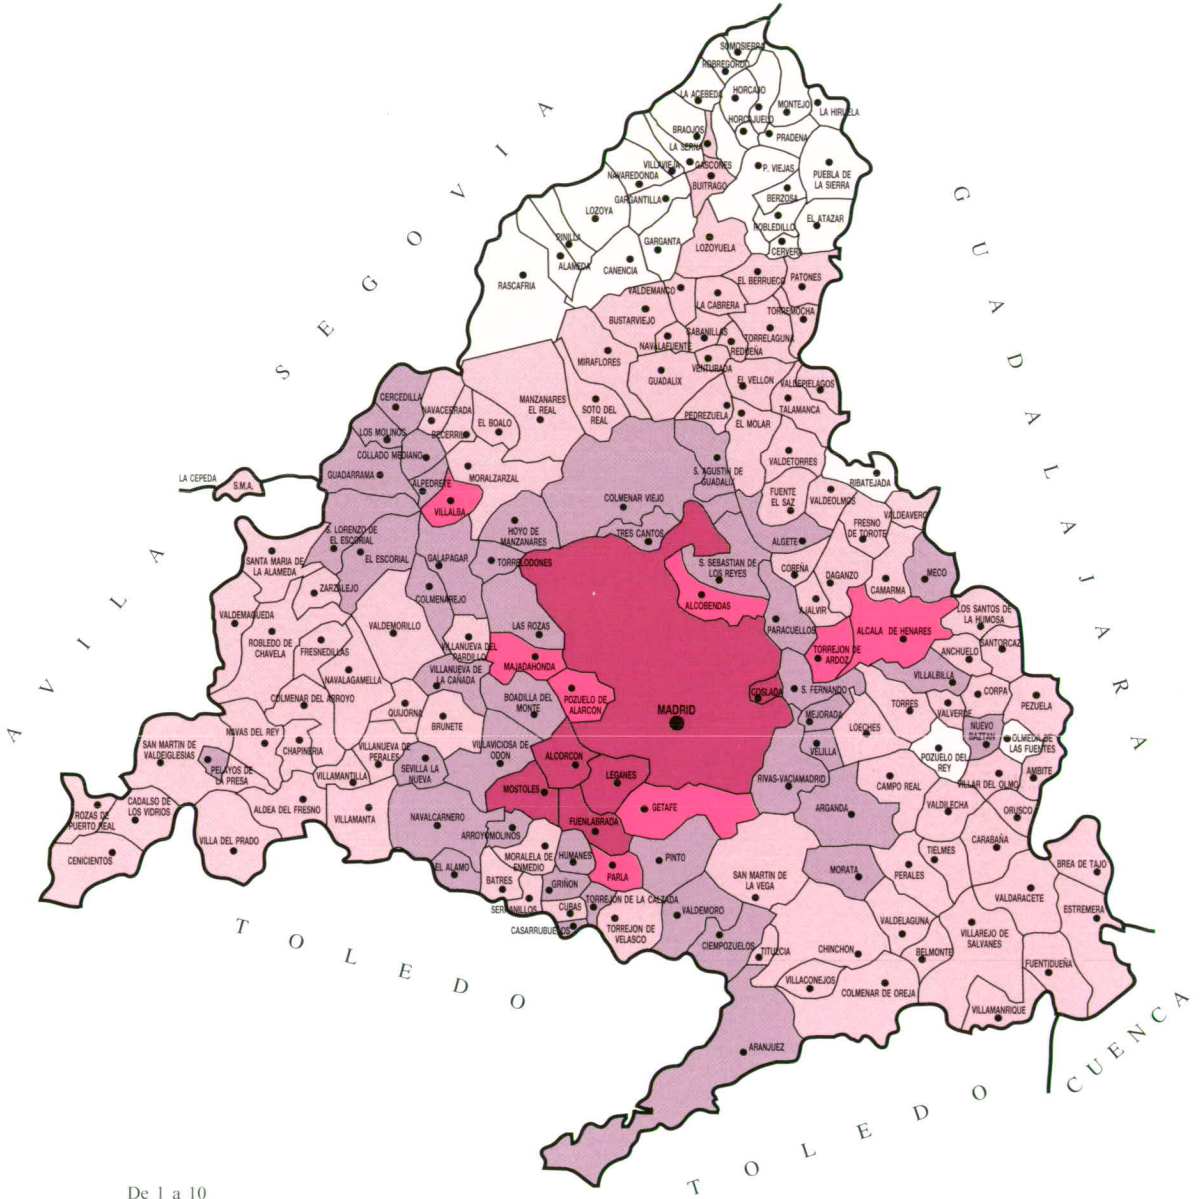 SOMOSIERRA
ROBREGORDO
LA ACEBEDA
HORCAJO
MONTEJO
LA HIRUELA
HORCAJUELO
BRAOJOS
PRADENA
LA SERNA
VILLAVIEJA
GASCONES
P. VIEJAS
PUEBLA DE
LA SIERRA
NAVAREDONDA
BUITRAGO
BERZOSA
GARGANTILLA
LOZOYA
ROBLEDILLO
EL ATAZAR
PINILLA
GARGANTA
LOZOYUELA
CERVERA
ALAMEDA
CANENCIA
RASCAFRIA
EL BERRUECO
PATONES
VALDEMANCO
LA CABRERA
BUSTARVIEJO
TORREMOCHA
CABANILLAS
TORRELAGUNA
NAVALAFUENTE
REDUEÑA
MIRAFLORES
VENTURADA
GUADALIX
EL VELLON
VALDEPIELAGOS
CERCEDILLA
NAVACERRADA
MANZANARES
EL REAL
SOTO DEL
REAL
PEDREZUELA
TALAMANCA
EL MOLAR
EL BOALO
LOS MOLINOS
BECERRIL
COLLADO MEDIANO
VALDETORRES
GUADARRAMA
MORALZARZAL
S. AGUSTIN DE
GUADALIX
RIBATEJADA
LA CEPEDA
S.M.A.
ALPEDRETE
VILLALBA
COLMENAR VIEJO
FUENTE
EL SAZ
VALDEOLMOS
VALDEAVERO
FRESNO
DE TOROTE
S. LORENZO DE
EL ESCORIAL
HOYO DE
MANZANARES
TRES CANTOS
ALGETE
SANTA MARIA DE
LA ALAMEDA
EL ESCORIAL
GALAPAGAR
TORRELODONES
S. SEBASTIAN DE
LOS REYES
COBEÑA
DAGANZO
CAMARMA
MECO
ZARZALEJO
COLMENAREJO
ALCOBENDAS
AJALVIR
VALDEMAQUEDA
LOS SANTOS DE
LA HUMOSA
VALDEMORILLO
LAS ROZAS
PARACUELLOS
ALCALA DE HENARES
ROBLEDO DE
CHAVELA
FRESNEDILLAS
VILLANUEVA DEL
PARDILLO
SANTORCAZ
ANCHUELO
TORREJON DE
ARDOZ
MAJADAHONDA
NAVALAGAMELLA
VILLANUEVA DE
LA CAÑADA
VILLALBILLA
COLMENAR DEL ARROYO
BOADILLA DEL
MONTE
POZUELO DE
ALARCON
COSLADA
S. FERNANDO
CORPA
PEZUELA
QUIJORNA
MADRID
TORRES
VALVERDE
BRUNETE
MEJORADA
LOECHES
NUEVO
BAZTAN
OLMEDA DE
LAS FUENTES
NAVAS DEL REY
CHAPINERIA
VILLANUEVA DE
PERALES
VILLAVICIOSA DE
ODON
VELILLA
SAN MARTIN DE
VALDEIGLESIAS
ALCORCON
POZUELO DEL
REY
PELAYOS DE
LA PRESA
SEVILLA LA
NUEVA
LEGANES
VILLAMANTILLA
RIVAS-VACIAMADRID
CAMPO REAL
VILLAR DEL OLMO
AMBITE
MOSTOLES
CADALSO DE
LOS VIDRIOS
ALDEA DEL FRESNO
GETAFE
ARGANDA
VALDILECHA
ORUSCO
ROZAS DE
PUERTO REAL
VILLAMANTA
NAVALCARNERO
FUENLABRADA
ARROYOMOLINOS
VILLA DEL PRADO
CARABAÑA
TIELMES
MORALEJA DE
ENMEDIO
HUMANES
PINTO
CENICIENTOS
EL ALAMO
BREA DE TAJO
PERALES
MORATA
BATRES
PARLA
SAN MARTIN DE
LA VEGA
GRIÑON
VALDARACETE
SERRANILLOS
CUBAS
TORREJON DE LA CALZADA
VALDEMORO
ESTREMERA
CASARRUBUELOS
TORREJON DE
VELASCO
VALDELAGUNA
VILLAREJO DE
SALVANES
CIEMPOZUELOS
TITULCIA
CHINCHON
BELMONTE
FUENTIDUEÑA
VILLACONEJOS
COLMENAR DE OREJA
VILLAMANRIQUE
ARANJUEZ
SEGOVIA
GUADALAJARA
AVILA
TOLEDO
TOLEDO
CUENCA
De 1 a 10